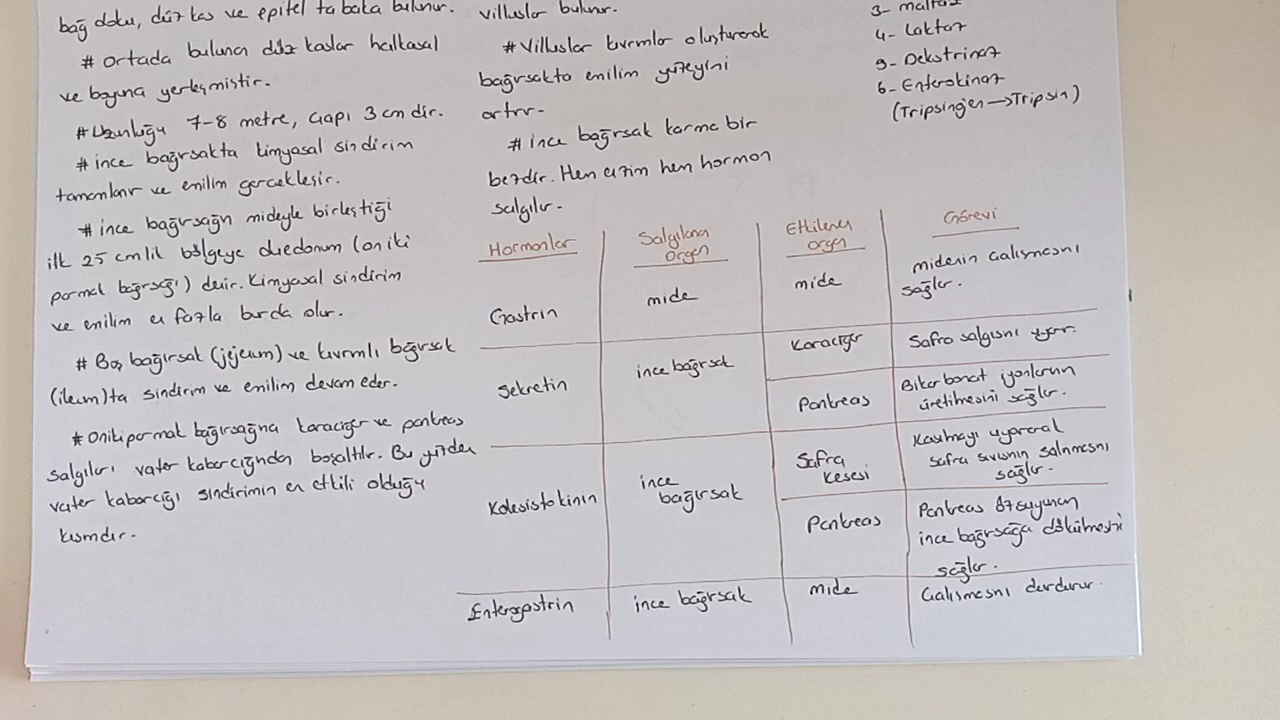 bağ doku, düz kas ve epitel tabaka bulunur.
# Ortada bulunan düz kaslar halkasal
ve boyuna yerleşmiştir.
# Uzunluğu 7-8 metre, çapı 3 cm dir.
# ince bağırsakta kimyasal sindirim
tamamlanır ve emilim gerçekleşir.
# ince bağırsağın mideyle birleştiği
ilk 25 cm lik bölgeye duedonum (on iki
parmak bağırsağı) denir. Kimyasal sindirim
ve emilim en fazla burda olur.
# Boş bağırsak (jejeum) ve kıvrımlı bağırsak
(ileum)ta sindirim ve emilim devam eder.
# Onikiparmak bağırsağına karaciğer ve pankreas
salgıları vater kabarcığından boşaltılır. Bu yüzden
vater kabarcığı sindirimin en etkili olduğu
kısımdır.
villuslar bulunur.
# Villuslar kıvrımlar oluşturarak
bağırsakta emilim yüzeyini
artırır.
# ince bağırsak karma bir
bezdir. Hem enzim hem hormon
salgılar.
3- maltaz
4- Laktaz
5- Dekstrinaz
6- Enterokinaz
(Tripsinojen → Tripsin)
Hormonlar
Salgılanan
organ
Etkilenen
organ
Görevi
Gastrin
mide
mide
midenin çalışmasını
sağlar.
Sekretin
ince bağırsak
Karaciğer
Safra salgısını uyarır.
Pankreas
Bikarbonat iyonlarının
üretilmesini sağlar.
Kolesistokinin
ince
bağırsak
Safra
kesesi
Kasılmayı uyararak
safra sıvısının salınmasını
sağlar.
Pankreas
Pankreas özsuyunun
ince bağırsağa dökülmesini
sağlar.
Enterogastrin
ince bağırsak
mide
Çalışmasını durdurur.